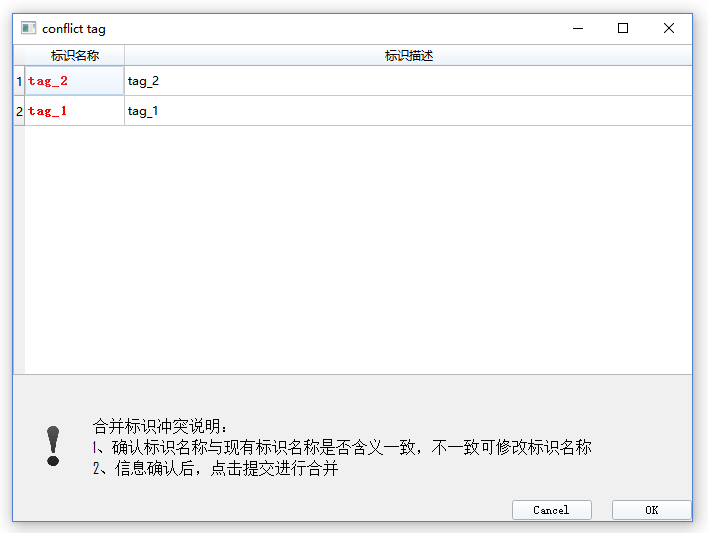 conflict tag
标识名称 标识描述
1 tag_2 tag_2
2 tag_1 tag_1
合并标识冲突说明：
1、确认标识名称与现有标识名称是否含义一致，不一致可修改标识名称
2、信息确认后，点击提交进行合并
Cancel OK